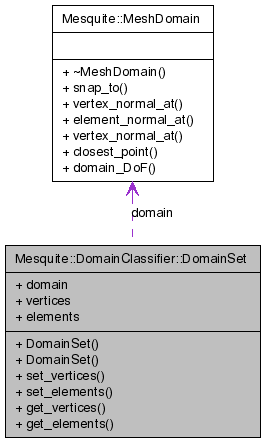 Mesquite::MeshDomain
+ ~MeshDomain()
+ snap_to()
+ vertex_normal_at()
+ element_normal_at()
+ vertex_normal_at()
+ closest_point()
+ domain_DoF()
domain
Mesquite::DomainClassifier::DomainSet
+ domain
+ vertices
+ elements
+ DomainSet()
+ DomainSet()
+ set_vertices()
+ set_elements()
+ get_vertices()
+ get_elements()